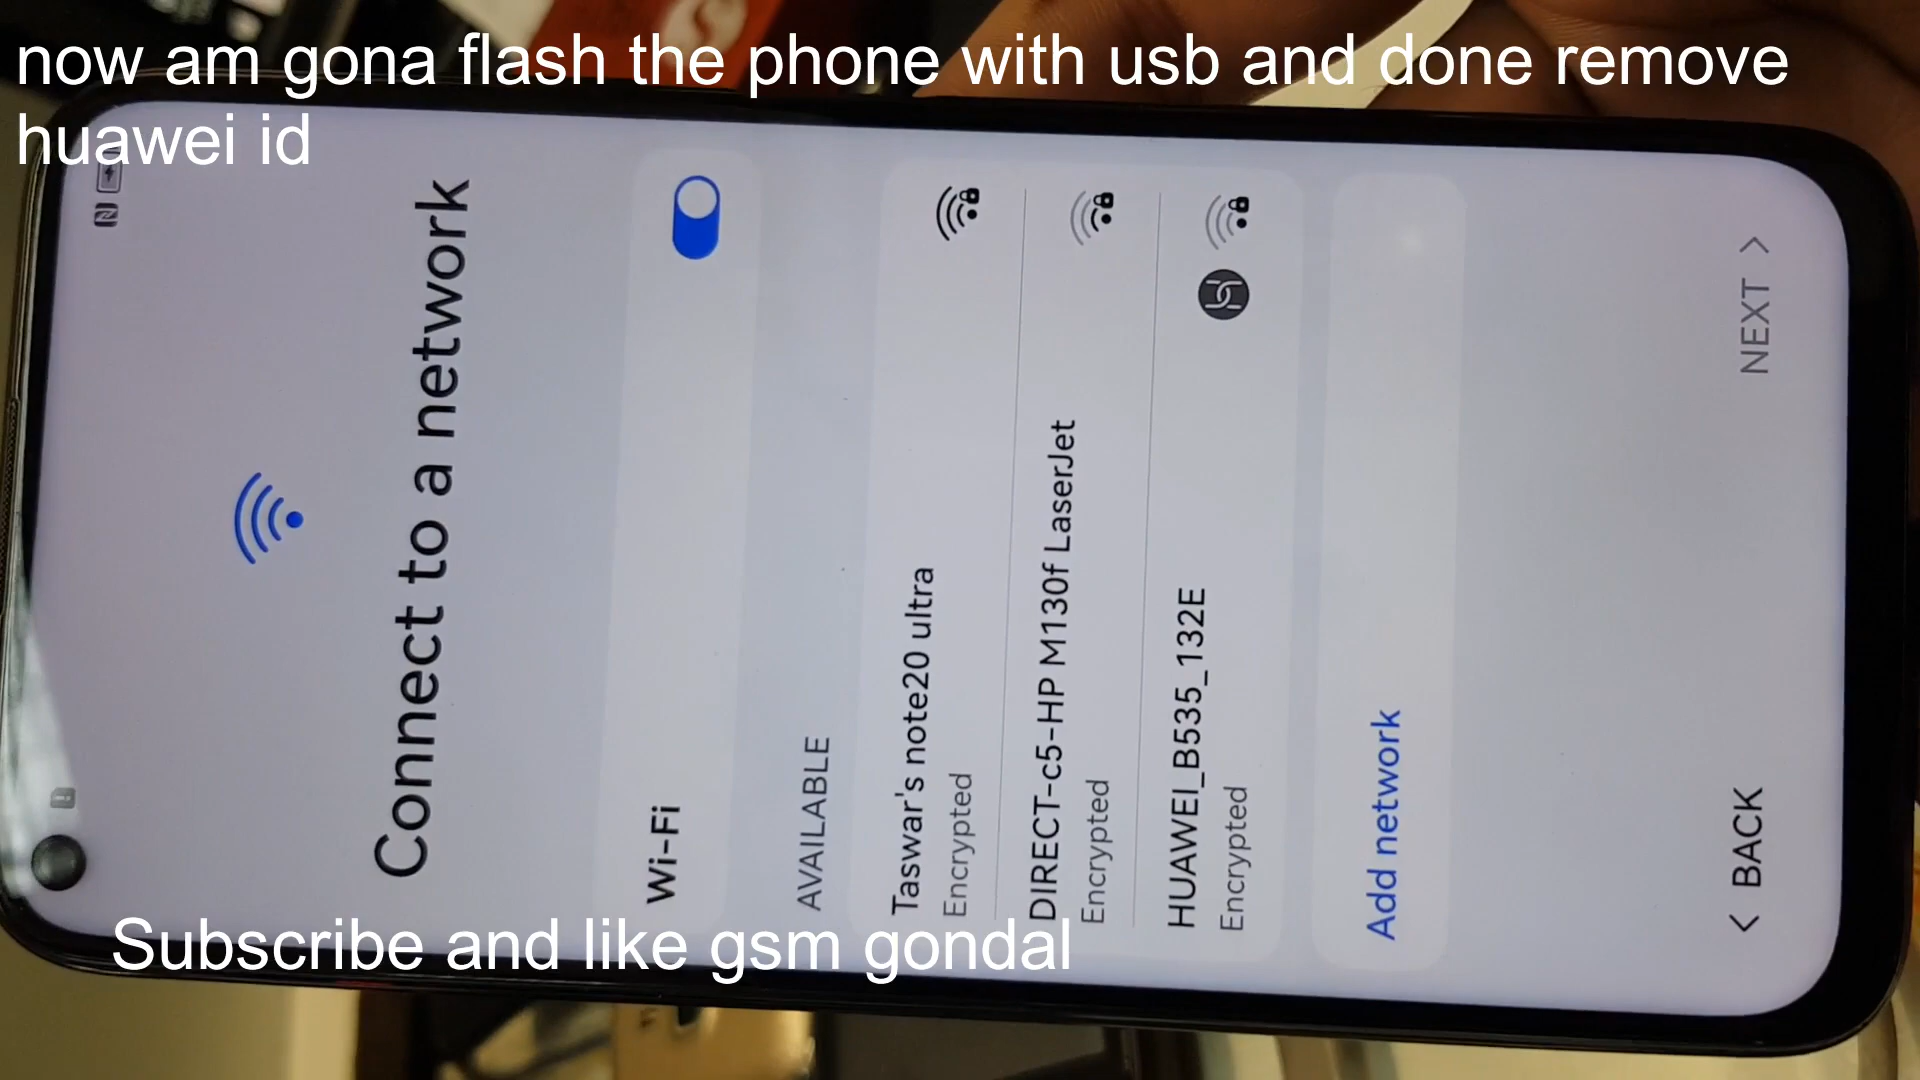 now am gona flash the phone with usb and done remove
huawei id
Connect to a network
Wi-Fi
AVAILABLE
Taswar's note20 ultra
Encrypted
DIRECT-c5-HP M130f LaserJet
Encrypted
HUAWEI_B535_132E
Encrypted
Add network
< BACK
NEXT >
Subscribe and like gsm gondal